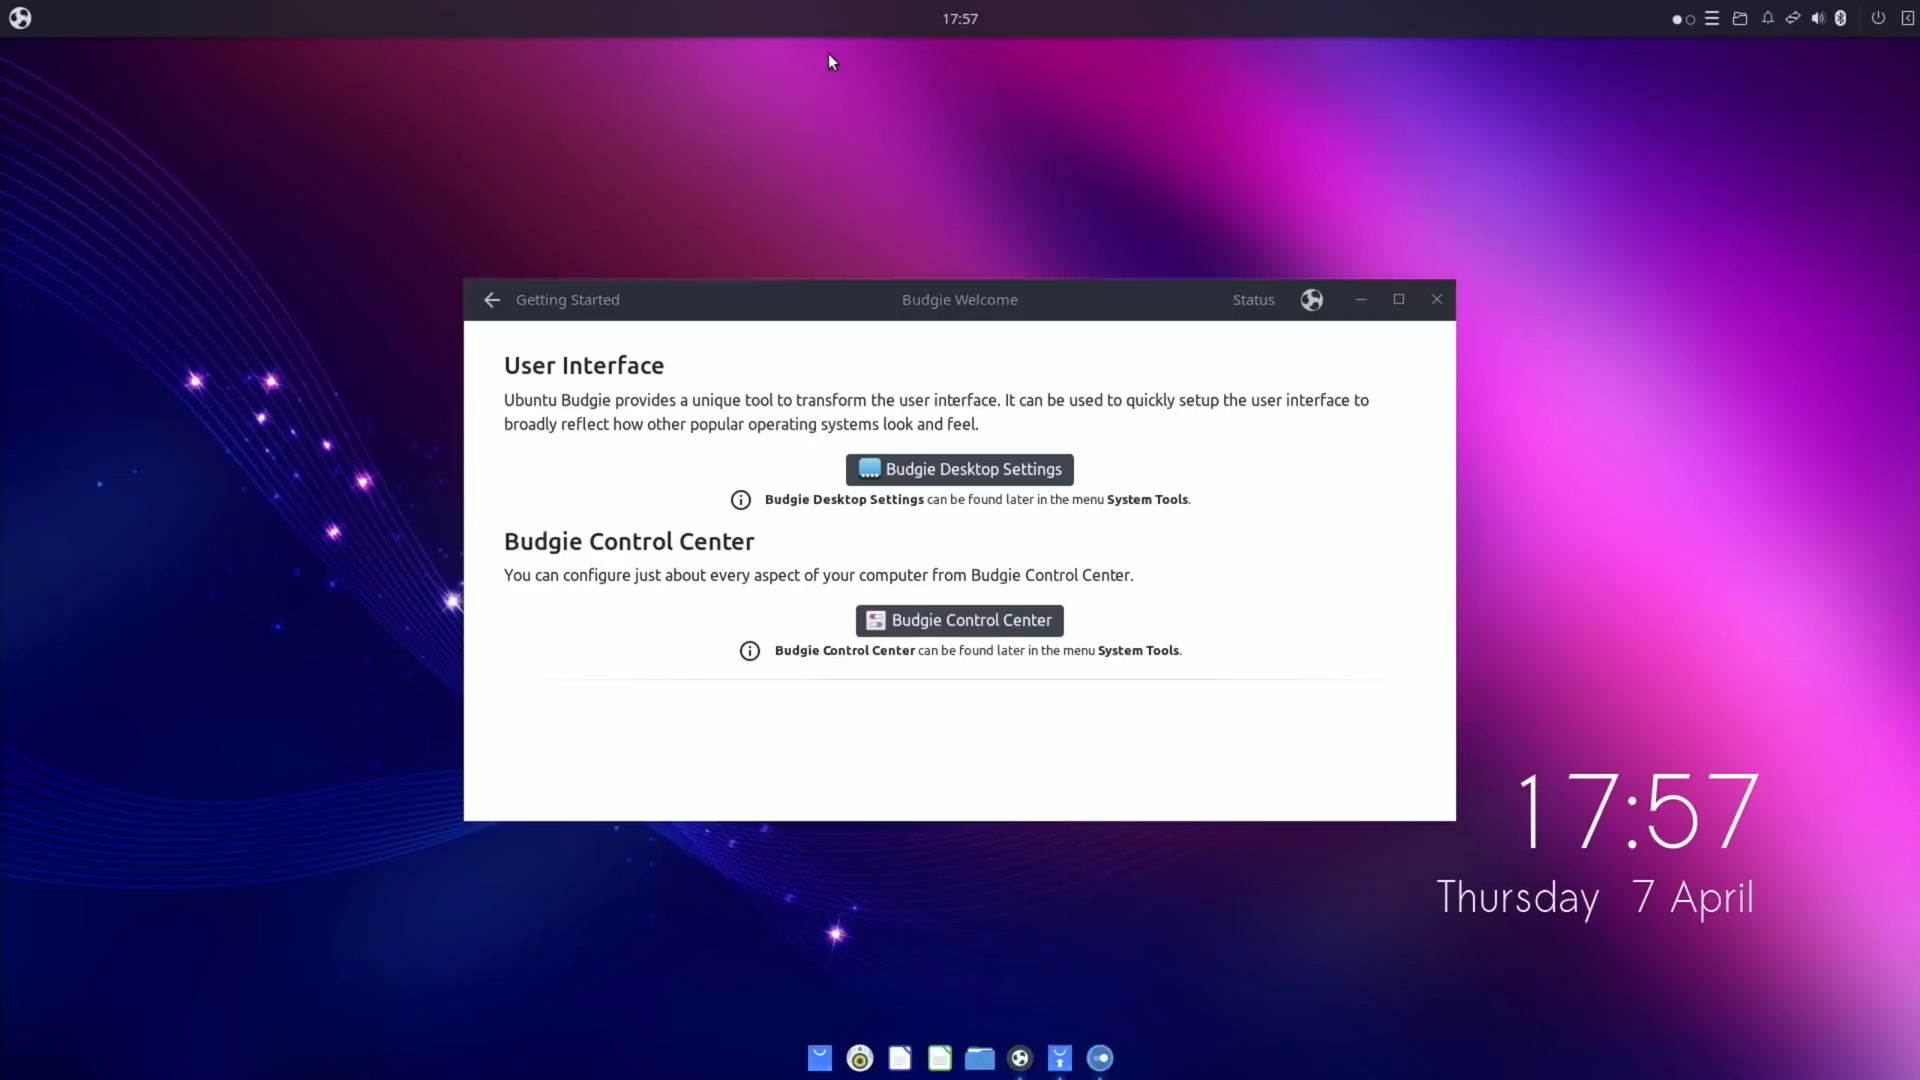 17:57
Getting Started
Budgie Welcome
Status
User Interface
Ubuntu Budgie provides a unique tool to transform the user interface. It can be used to quickly setup the user interface to
broadly reflect how other popular operating systems look and feel.
Budgie Desktop Settings
Budgie Desktop Settings can be found later in the menu System Tools.
Budgie Control Center
You can configure just about every aspect of your computer from Budgie Control Center.
Budgie Control Center
Budgie Control Center can be found later in the menu System Tools.
17:57
Thursday 7 April